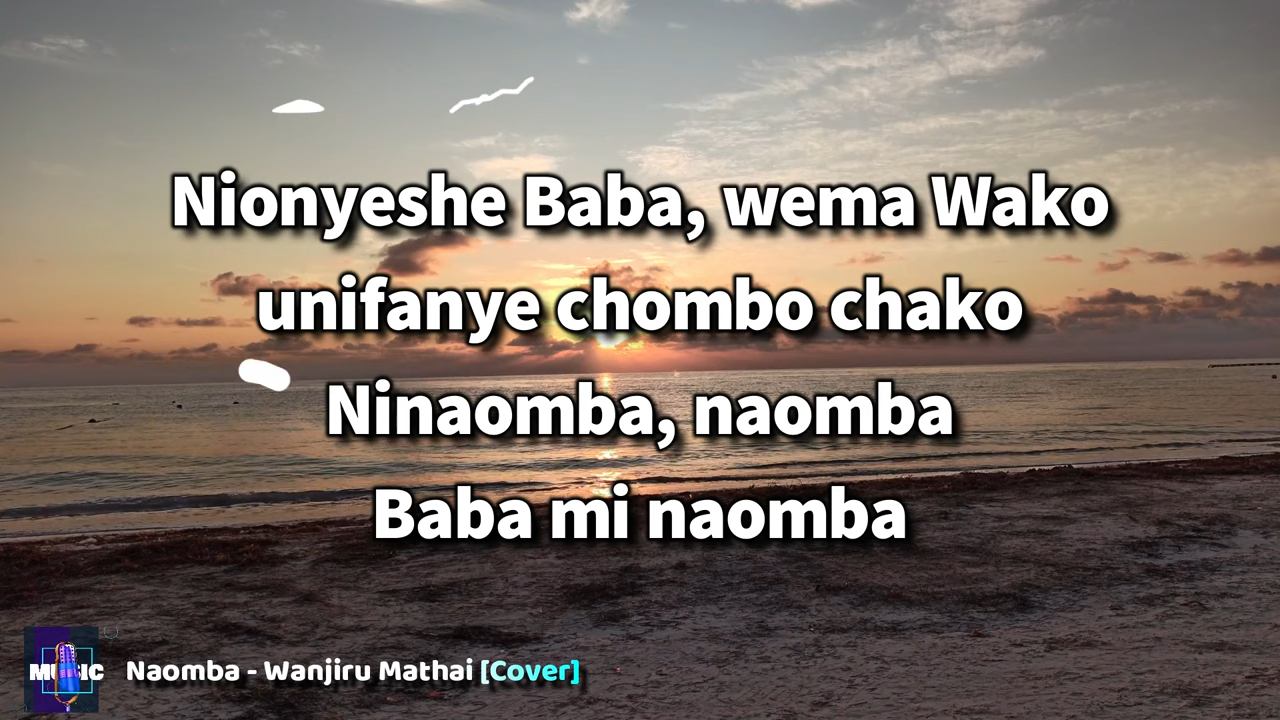 Nionyeshe Baba, wema Wako
unifanye chombo chako
Ninaomba, naomba
Baba mi naomba
MUSIC
Naomba - Wanjiru Mathai [Cover]